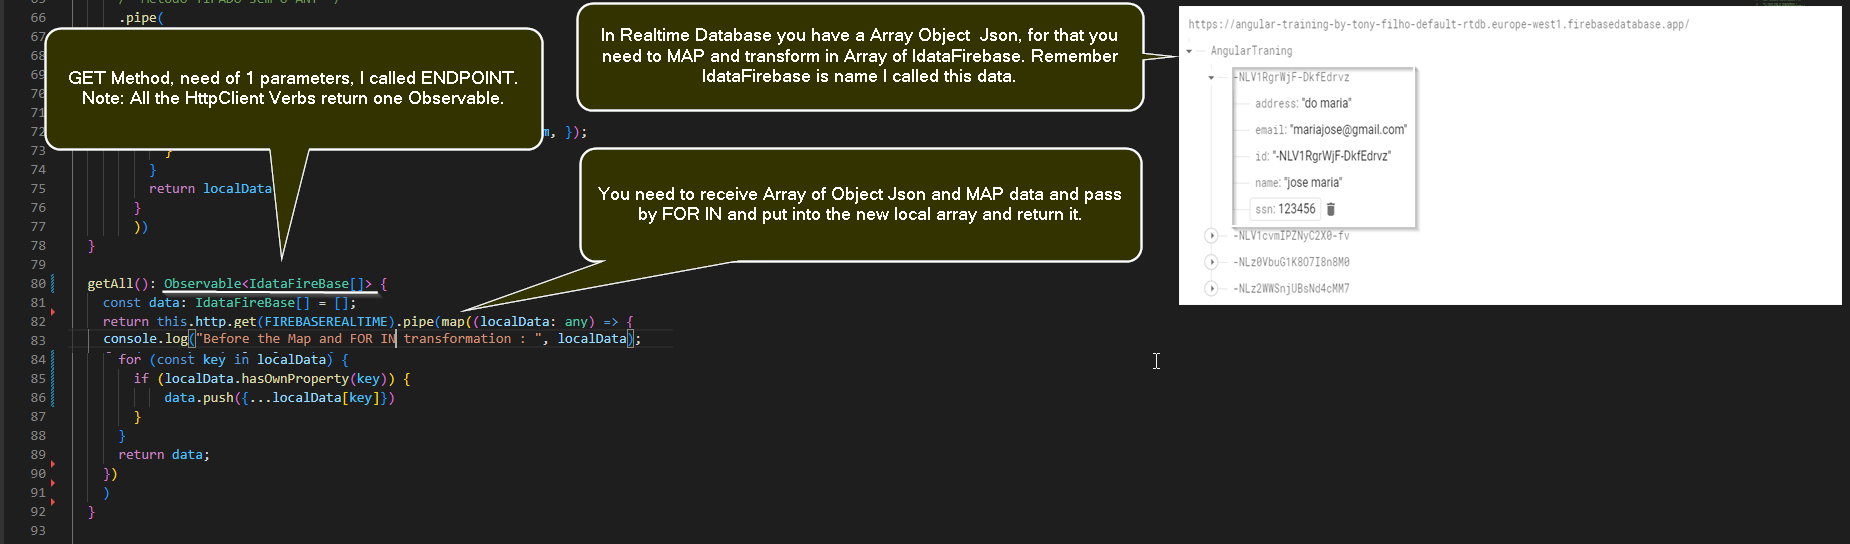 66
.pipe(
67
68
69
70
71
72
m, });
73
}
74
}
75
return localData
76
}
77
))
78
}
79
80
getAll(): Observable<IdataFireBase[]> {
81
const data: IdataFireBase[] = [];
82
return this.http.get(FIREBASEREALTIME).pipe(map((localData: any) => {
83
console.log("Before the Map and FOR IN transformation : ", localData);
84
for (const key in localData) {
85
if (localData.hasOwnProperty(key)) {
86
data.push({...localData[key]})
87
}
88
}
89
return data;
90
})
91
)
92
}
93
GET Method, need of 1 parameters, I called ENDPOINT.
Note: All the HttpClient Verbs return one Observable.
In Realtime Database you have a Array Object Json, for that you
need to MAP and transform in Array of IdataFirebase. Remember
IdataFirebase is name I called this data.
You need to receive Array of Object Json and MAP data and pass
by FOR IN and put into the new local array and return it.
https://angular-training-by-tony-filho-default-rtdb.europe-west1.firebasedatabase.app/
AngularTraning
-NLV1RgrWjF-DkfEdrvz
address: "do maria"
email: "mariajose@gmail.com"
id: "-NLV1RgrWjF-DkfEdrvz"
name: "jose maria"
ssn: 123456
-NLV1cvmIPZNyC2X0-fv
-NLz0VbuG1K8O7I8n8M0
-NLz2WWSnjUBsNd4cMM7